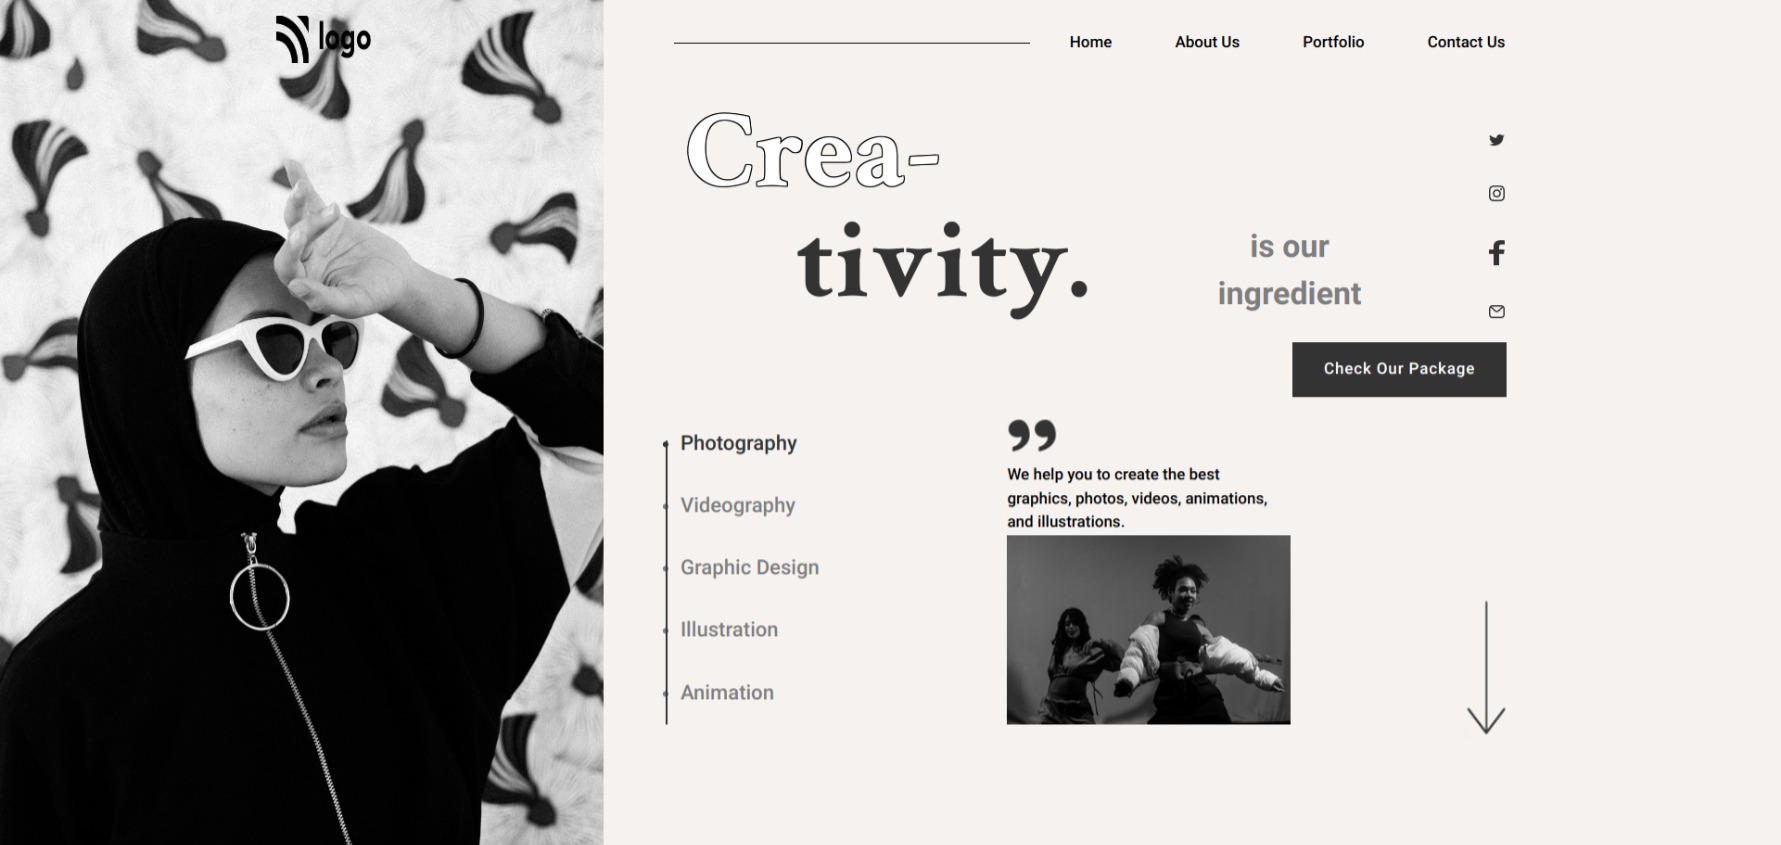 logo
Home About Us Portfolio Contact Us
Crea-
tivity.
is our
ingredient
Check Our Package
Photography
Videography
Graphic Design
Illustration
Animation
”
We help you to create the best
graphics, photos, videos, animations,
and illustrations.